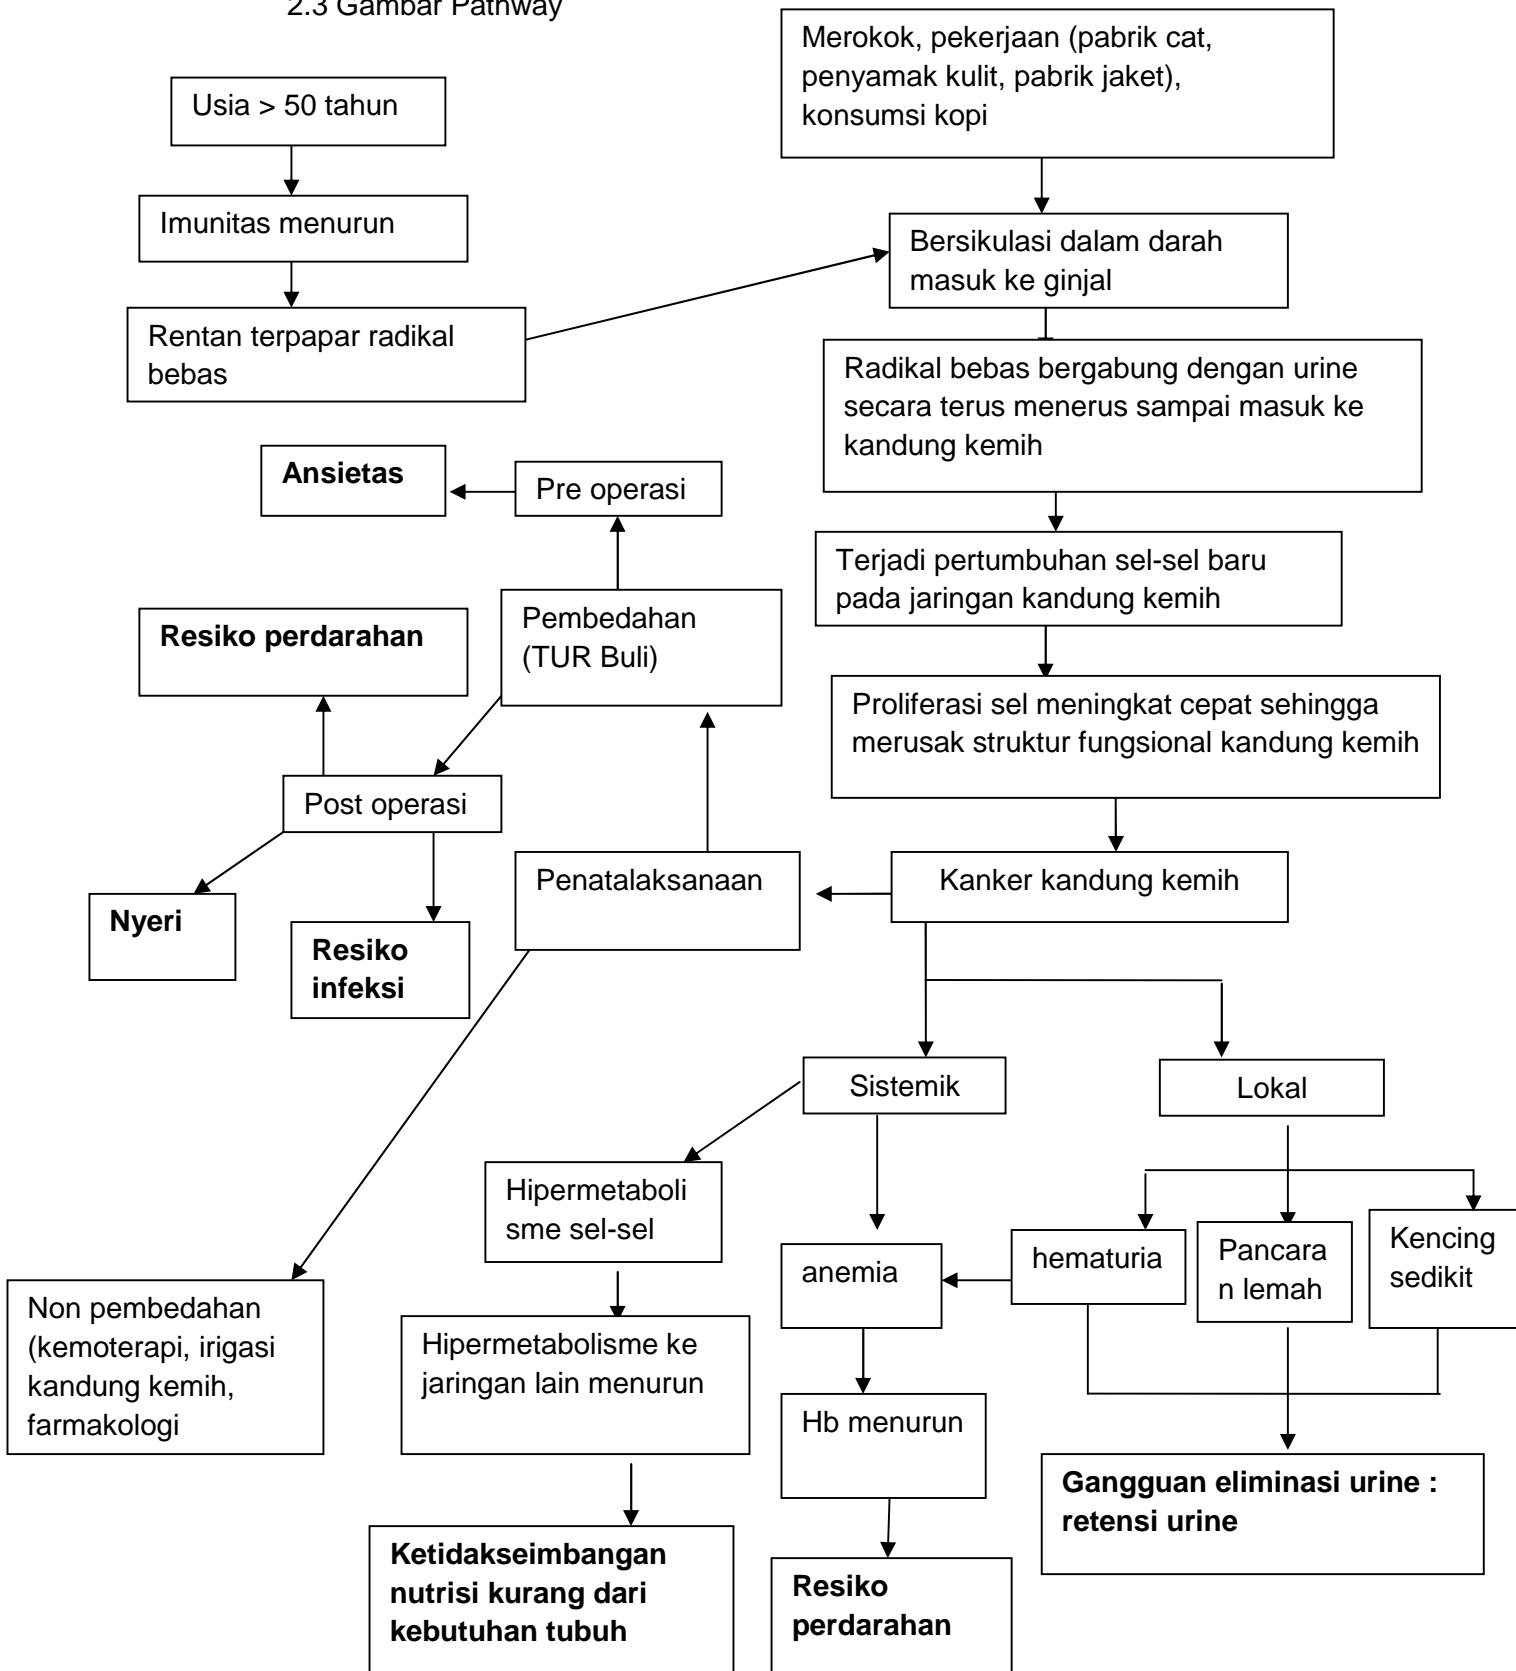 2.3 Gambar Pathway
Merokok, pekerjaan (pabrik cat,
penyamak kulit, pabrik jaket),
konsumsi kopi
Usia > 50 tahun
Imunitas menurun
Bersikulasi dalam darah
masuk ke ginjal
Rentan terpapar radikal
bebas
Radikal bebas bergabung dengan urine
secara terus menerus sampai masuk ke
kandung kemih
Ansietas
Pre operasi
Terjadi pertumbuhan sel-sel baru
pada jaringan kandung kemih
Pembedahan
(TUR Buli)
Resiko perdarahan
Proliferasi sel meningkat cepat sehingga
merusak struktur fungsional kandung kemih
Post operasi
Penatalaksanaan
Kanker kandung kemih
Nyeri
Resiko
infeksi
Sistemik
Lokal
Hipermetaboli
sme sel-sel
anemia
hematuria
Pancara
n lemah
Kencing
sedikit
Non pembedahan
(kemoterapi, irigasi
kandung kemih,
farmakologi
Hipermetabolisme ke
jaringan lain menurun
Hb menurun
Gangguan eliminasi urine :
retensi urine
Ketidakseimbangan
nutrisi kurang dari
kebutuhan tubuh
Resiko
perdarahan